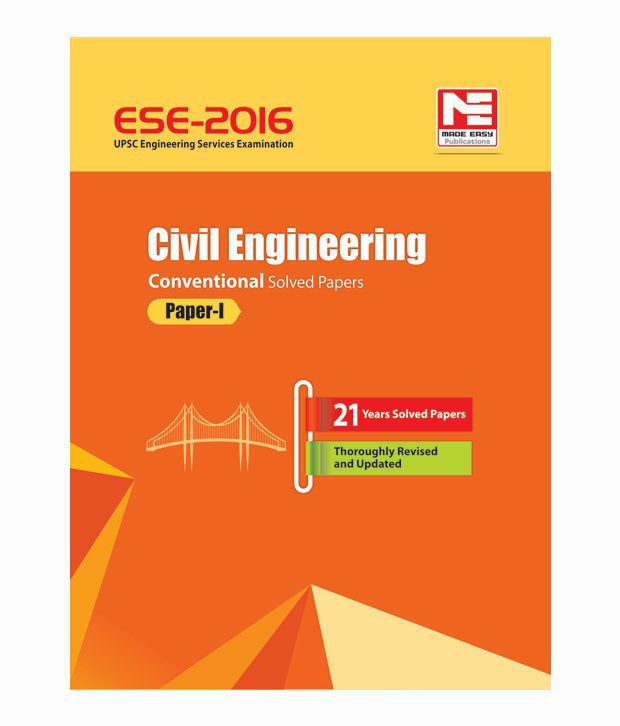 ESE-2016
UPSC Engineering Services Examination
ME
MADE EASY
Publications
Civil Engineering
Conventional Solved Papers
Paper-I
21 Years Solved Papers
Thoroughly Revised
and Updated